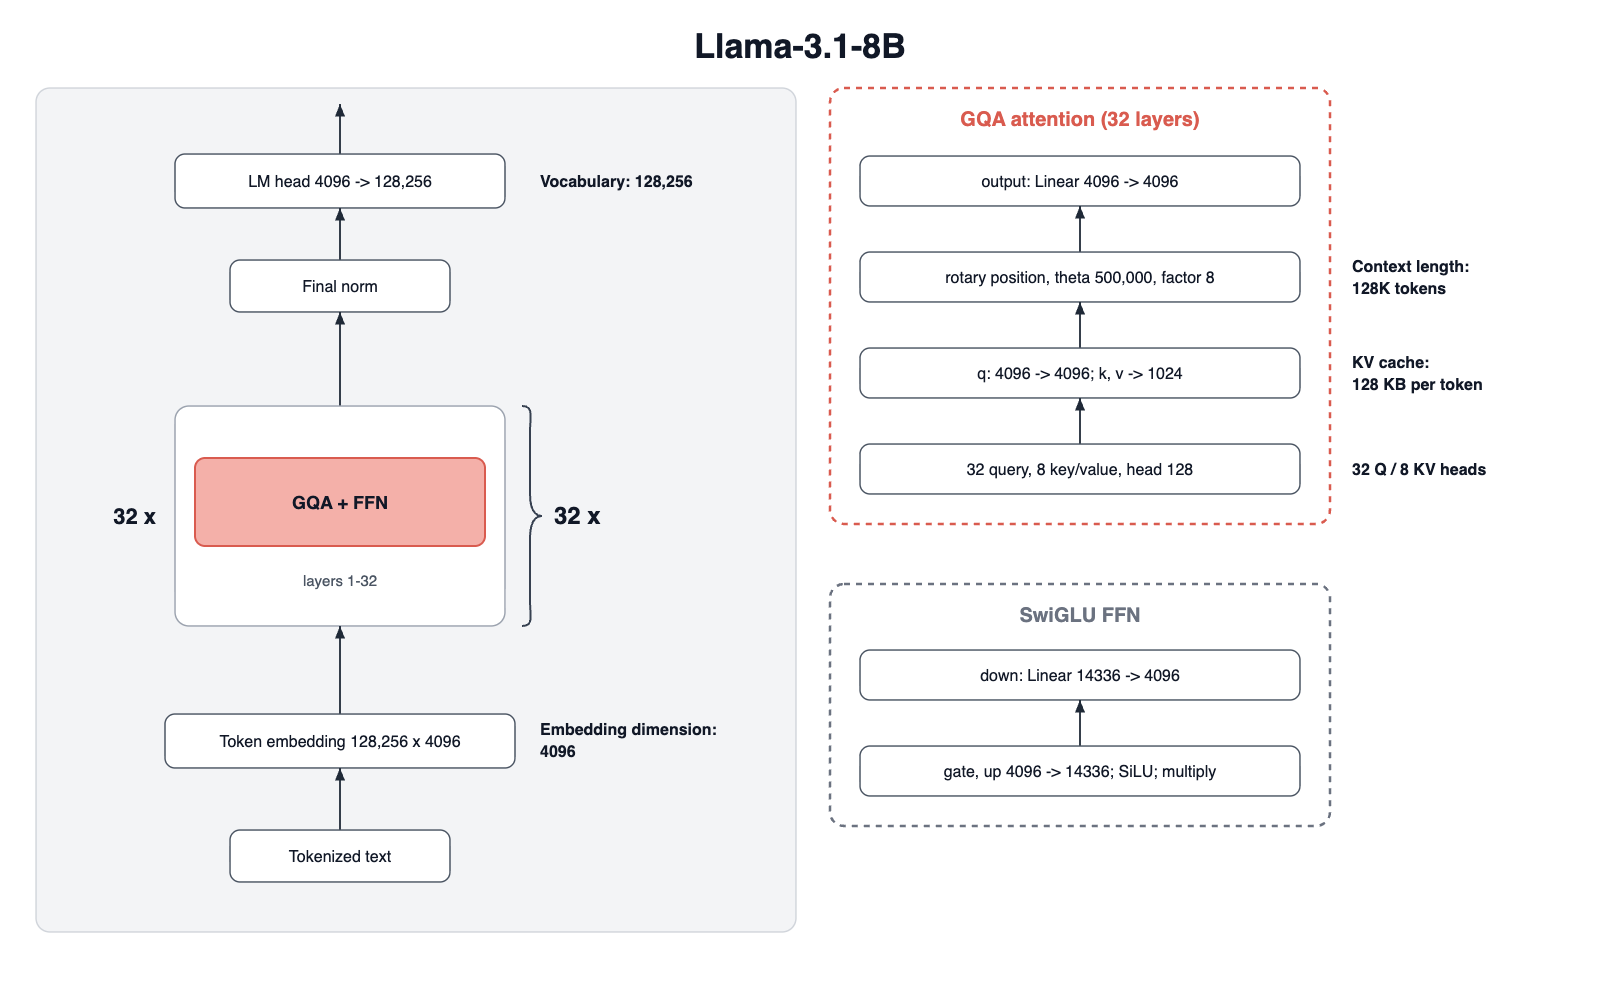 Llama-3.1-8B
LM head 4096 -> 128,256
Vocabulary: 128,256
Final norm
32 x
GQA + FFN
layers 1-32
32 x
Token embedding 128,256 x 4096
Embedding dimension:
4096
Tokenized text
GQA attention (32 layers)
output: Linear 4096 -> 4096
rotary position, theta 500,000, factor 8
Context length:
128K tokens
q: 4096 -> 4096; k, v -> 1024
KV cache:
128 KB per token
32 query, 8 key/value, head 128
32 Q / 8 KV heads
SwiGLU FFN
down: Linear 14336 -> 4096
gate, up 4096 -> 14336; SiLU; multiply